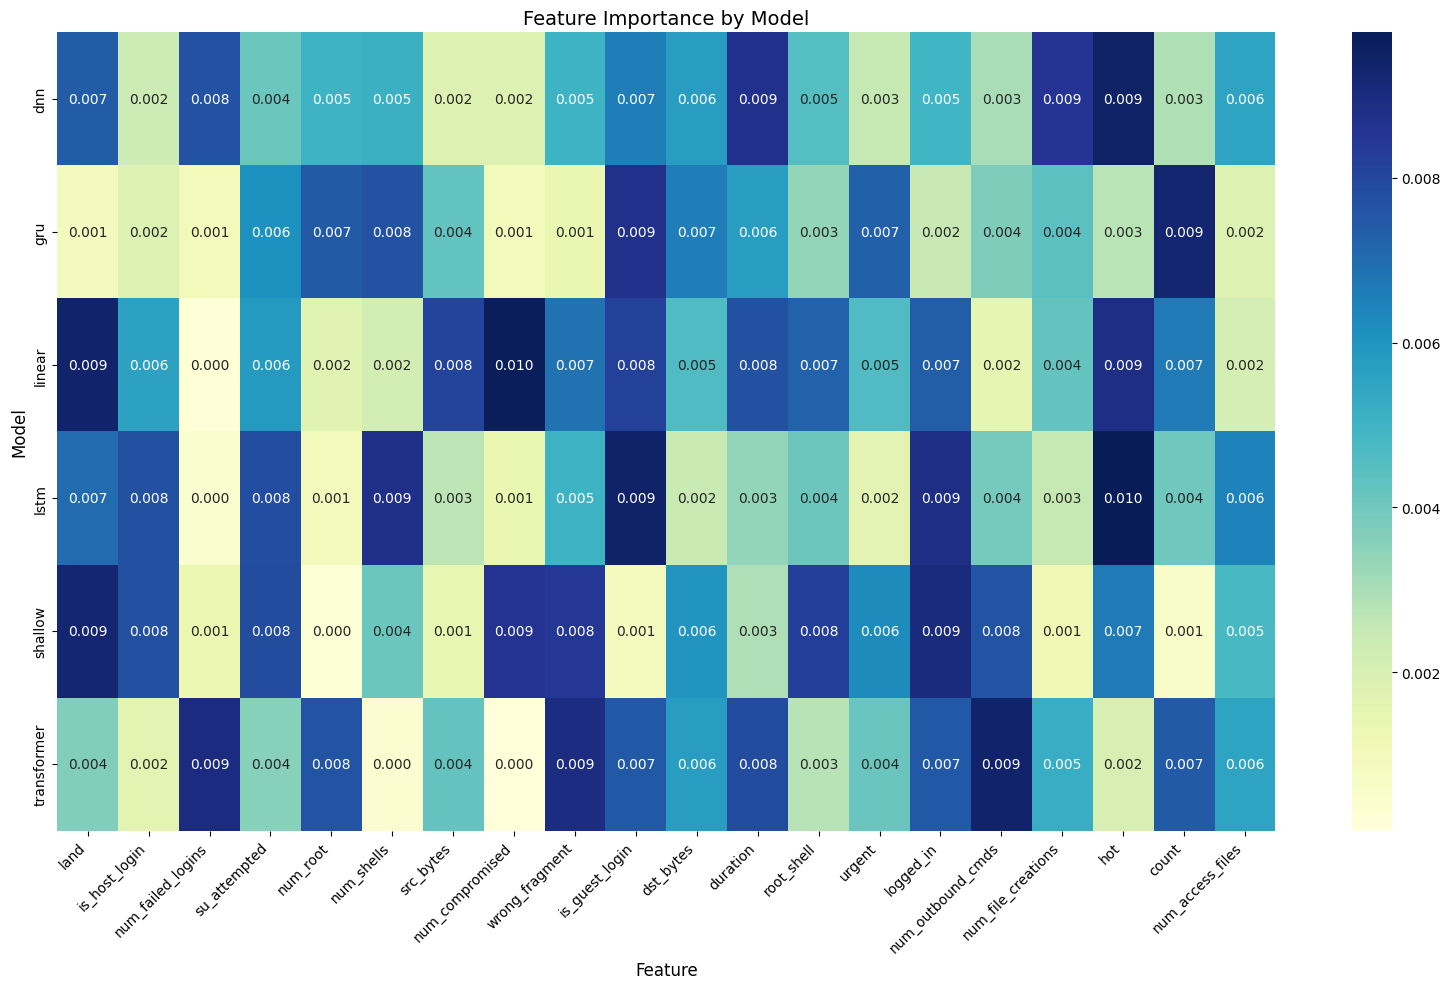 Feature Importance by Model
dnn 0.007 0.002 0.008 0.004 0.005 0.005 0.002 0.002 0.005 0.007 0.006 0.009 0.005 0.003 0.005 0.003 0.009 0.009 0.003 0.006
gru 0.001 0.002 0.001 0.006 0.007 0.008 0.004 0.001 0.001 0.009 0.007 0.006 0.003 0.007 0.002 0.004 0.004 0.003 0.009 0.002
linear 0.009 0.006 0.000 0.006 0.002 0.002 0.008 0.010 0.007 0.008 0.005 0.008 0.007 0.005 0.007 0.002 0.004 0.009 0.007 0.002
lstm 0.007 0.008 0.000 0.008 0.001 0.009 0.003 0.001 0.005 0.009 0.002 0.003 0.004 0.002 0.009 0.004 0.003 0.010 0.004 0.006
shallow 0.009 0.008 0.001 0.008 0.000 0.004 0.001 0.009 0.008 0.001 0.006 0.003 0.008 0.006 0.009 0.008 0.001 0.007 0.001 0.005
transformer 0.004 0.002 0.009 0.004 0.008 0.000 0.004 0.000 0.009 0.007 0.006 0.008 0.003 0.004 0.007 0.009 0.005 0.002 0.007 0.006
Model
land
is_host_login
num_failed_logins
su_attempted
num_root
num_shells
src_bytes
num_compromised
wrong_fragment
is_guest_login
dst_bytes
duration
root_shell
urgent
logged_in
num_outbound_cmds
num_file_creations
hot
count
num_access_files
Feature
0.008
0.006
0.004
0.002